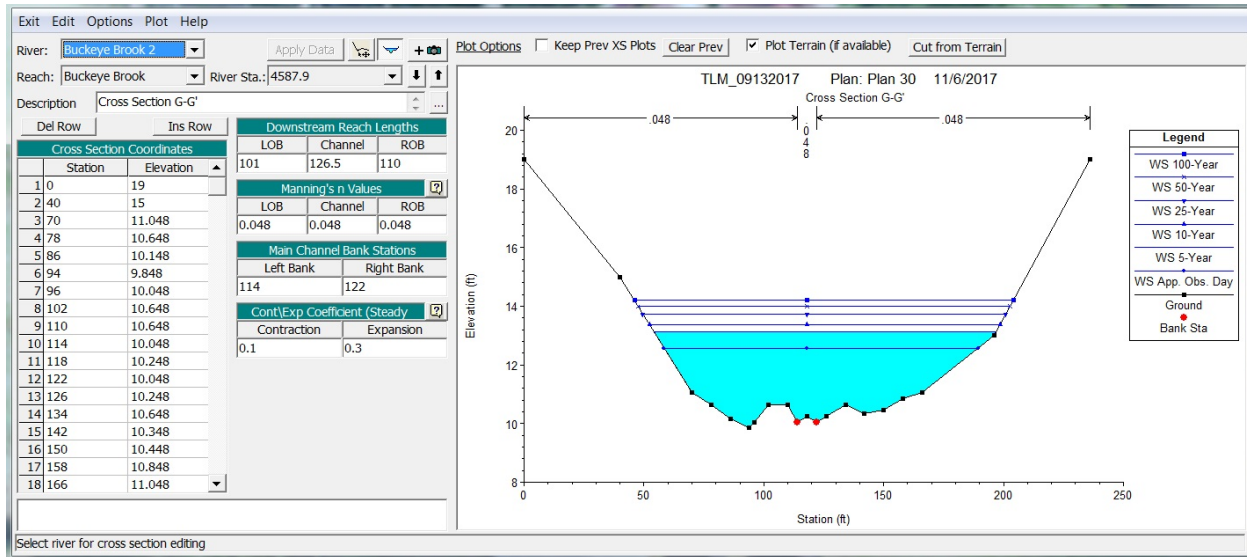 Exit Edit Options Plot Help
River: Buckeye Brook 2 Apply Data
Reach: Buckeye Brook River Sta.: 4587.9
Description Cross Section G-G' ...
Del Row Ins Row
Cross Section Coordinates
Station Elevation
1 0 19
2 40 15
3 70 11.048
4 78 10.648
5 86 10.148
6 94 9.848
7 96 10.048
8 102 10.648
9 110 10.648
10 114 10.048
11 118 10.248
12 122 10.048
13 126 10.248
14 134 10.648
15 142 10.348
16 150 10.448
17 158 10.848
18 166 11.048
Downstream Reach Lengths
LOB Channel ROB
101 126.5 110
Manning's n Values ?
LOB Channel ROB
0.048 0.048 0.048
Main Channel Bank Stations
Left Bank Right Bank
114 122
Cont\Exp Coefficient (Steady ?
Contraction Expansion
0.1 0.3
Plot Options Keep Prev XS Plots Clear Prev Plot Terrain (if available) Cut from Terrain
TLM_09132017 Plan: Plan 30 11/6/2017
Cross Section G-G'
.048 .048 .048
20
18
16
14
12
10
8
Elevation (ft)
0 50 100 150 200 250
Station (ft)
Legend
WS 100-Year
WS 50-Year
WS 25-Year
WS 10-Year
WS 5-Year
WS App. Obs. Day
Ground
Bank Sta
Select river for cross section editing